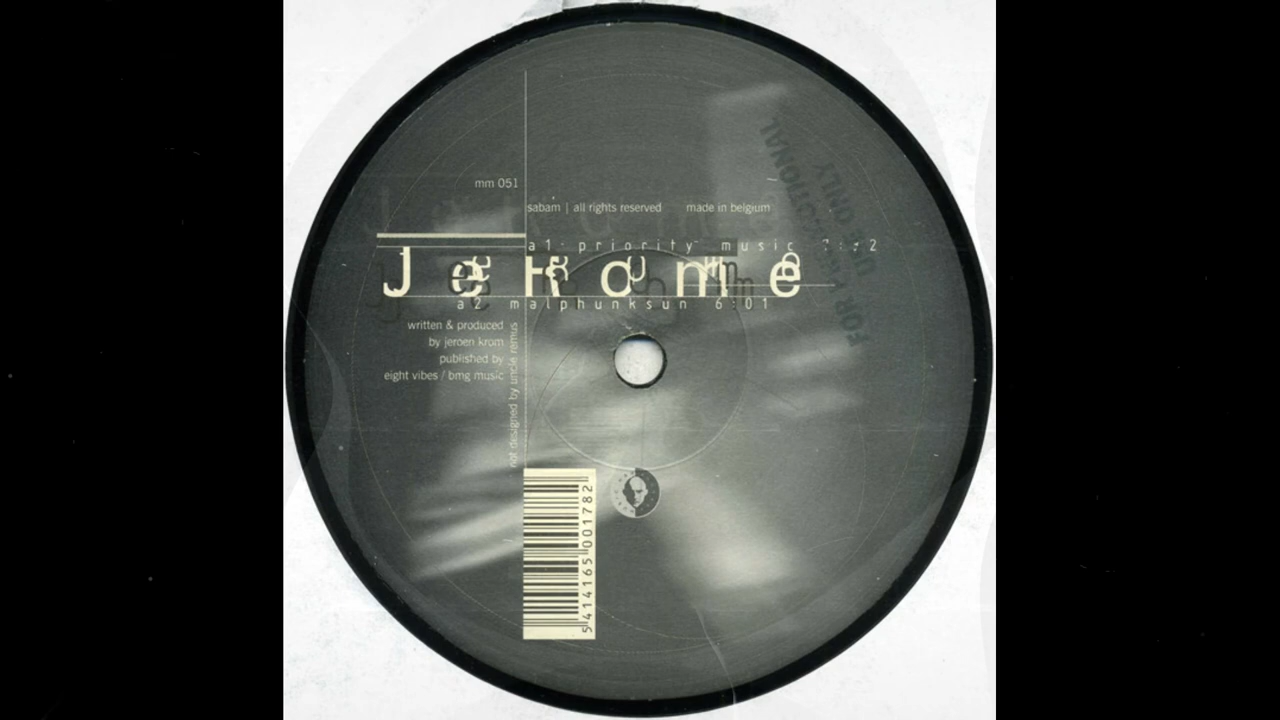 mm 051
sabam | all rights reserved made in belgium
a1 priority music
Jerome
a2 malphunksun 6:01
written & produced
by jeroen krom
published by
eight vibes / bmg music
not designed by uncle remus
FOR PROMOTIONAL
USE ONLY
5 414165 001782